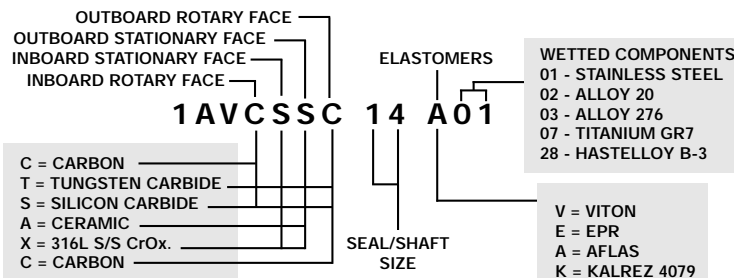 OUTBOARD ROTARY FACE
OUTBOARD STATIONARY FACE
INBOARD STATIONARY FACE
INBOARD ROTARY FACE
ELASTOMERS
WETTED COMPONENTS
01 - STAINLESS STEEL
02 - ALLOY 20
03 - ALLOY 276
07 - TITANIUM GR7
28 - HASTELLOY B-3
1AVCSSC 14 A01
C = CARBON
T = TUNGSTEN CARBIDE
S = SILICON CARBIDE
A = CERAMIC
X = 316L S/S CrOx.
C = CARBON
SEAL/SHAFT
SIZE
V = VITON
E = EPR
A = AFLAS
K = KALREZ 4079